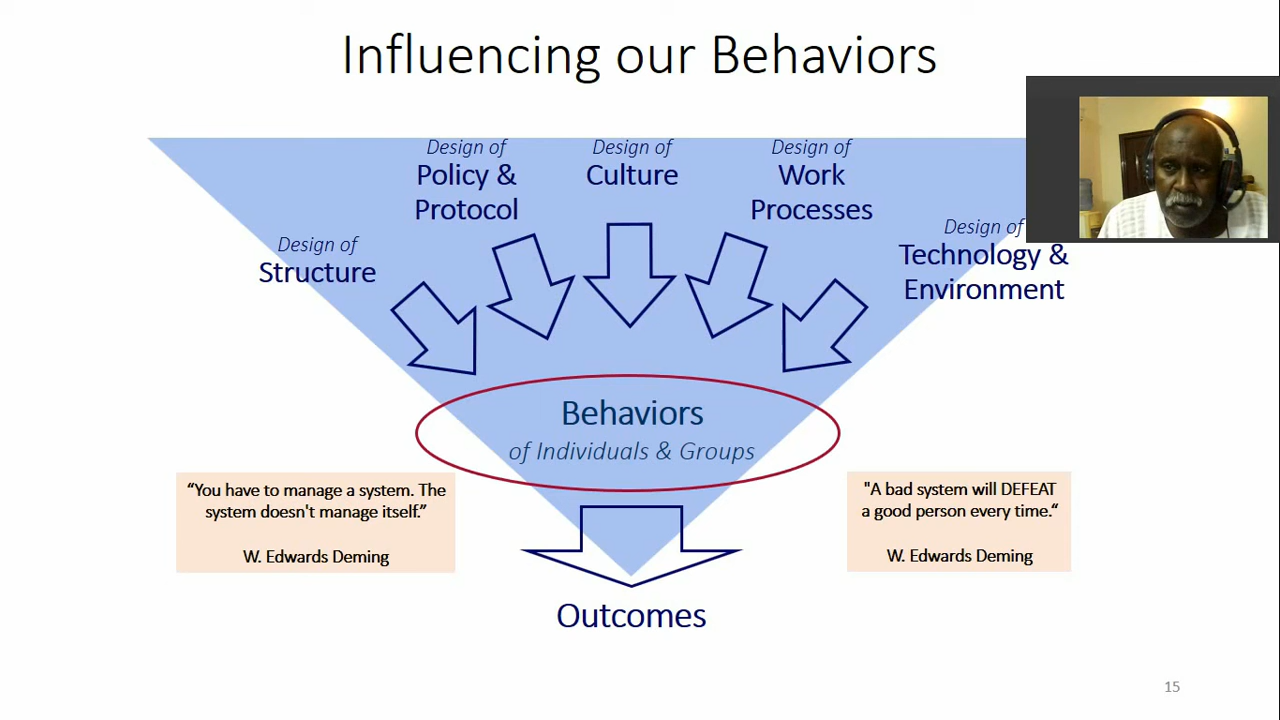 Influencing our Behaviors
Design of
Policy &
Protocol
Design of
Culture
Design of
Work
Processes
Design of
Structure
Design of
Technology &
Environment
Behaviors
of Individuals & Groups
“You have to manage a system. The
system doesn't manage itself.”
W. Edwards Deming
"A bad system will DEFEAT
a good person every time.“
W. Edwards Deming
Outcomes
15